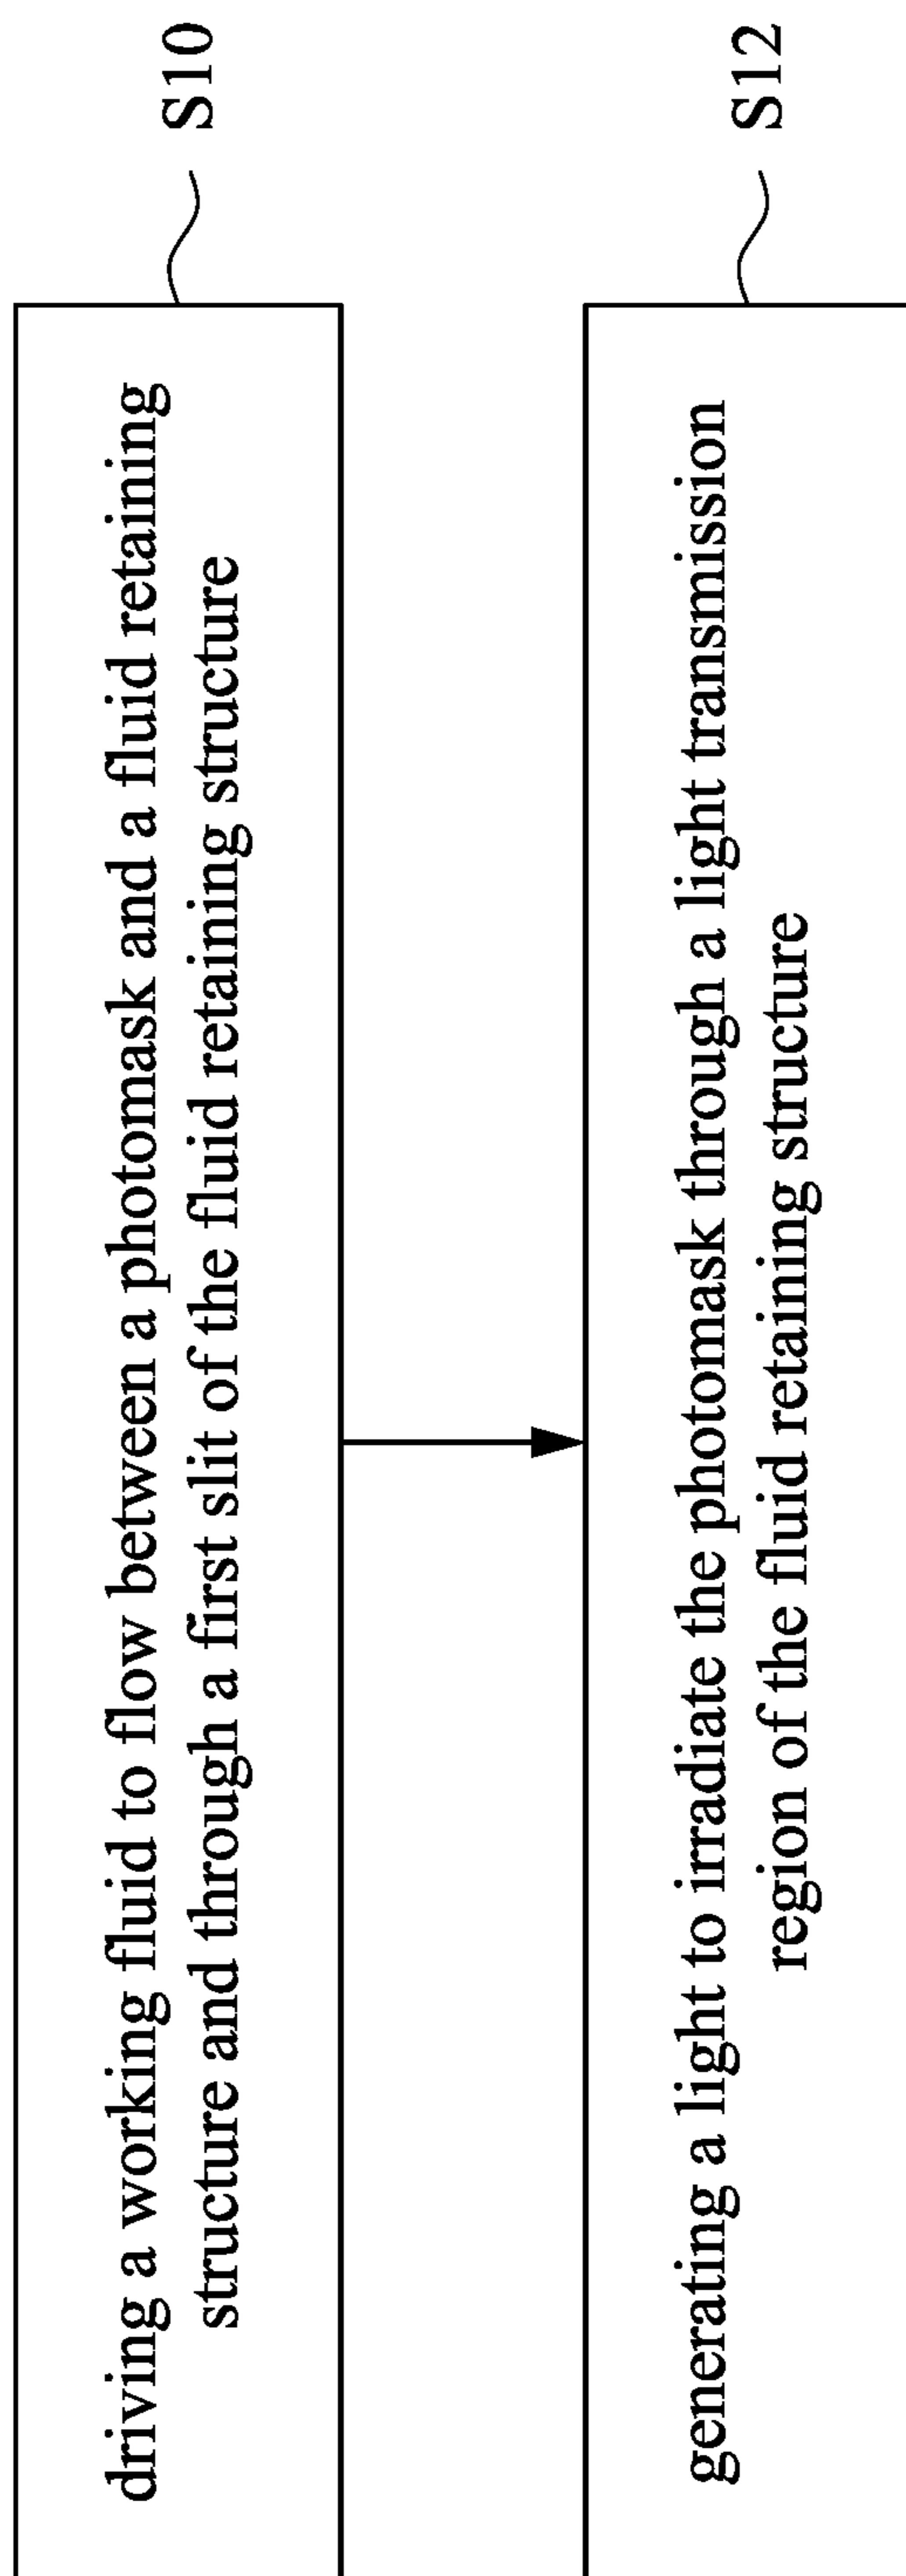 driving a working fluid to flow between a photomask and a fluid retaining
structure and through a first slit of the fluid retaining structure
S10
generating a light to irradiate the photomask through a light transmission
region of the fluid retaining structure
S12